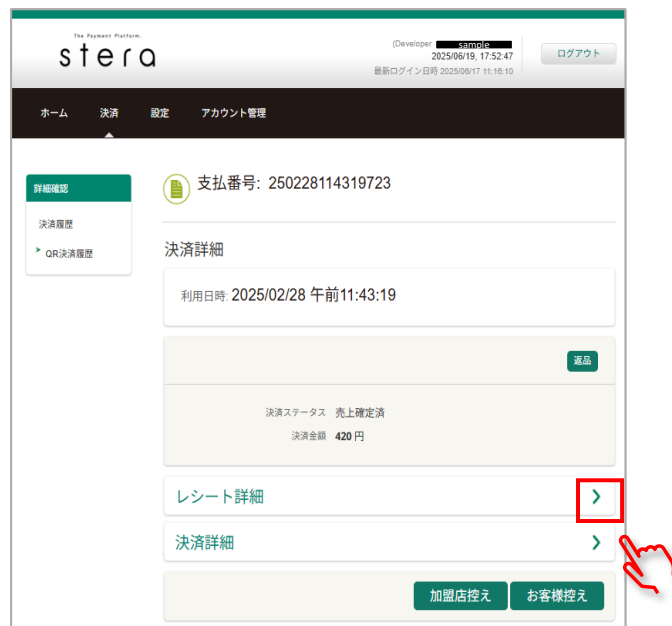 The Payment Platform.
stera
(Developer sample
2025/06/19, 17:52:47
最新ログイン日時 2025/06/17 11:16:10
ログアウト
ホーム 決済 設定 アカウント管理
詳細確認
決済履歴
QR決済履歴
支払番号: 250228114319723
決済詳細
利用日時: 2025/02/28 午前11:43:19
返品
決済ステータス 売上確定済
決済金額 420 円
レシート詳細
決済詳細
加盟店控え お客様控え